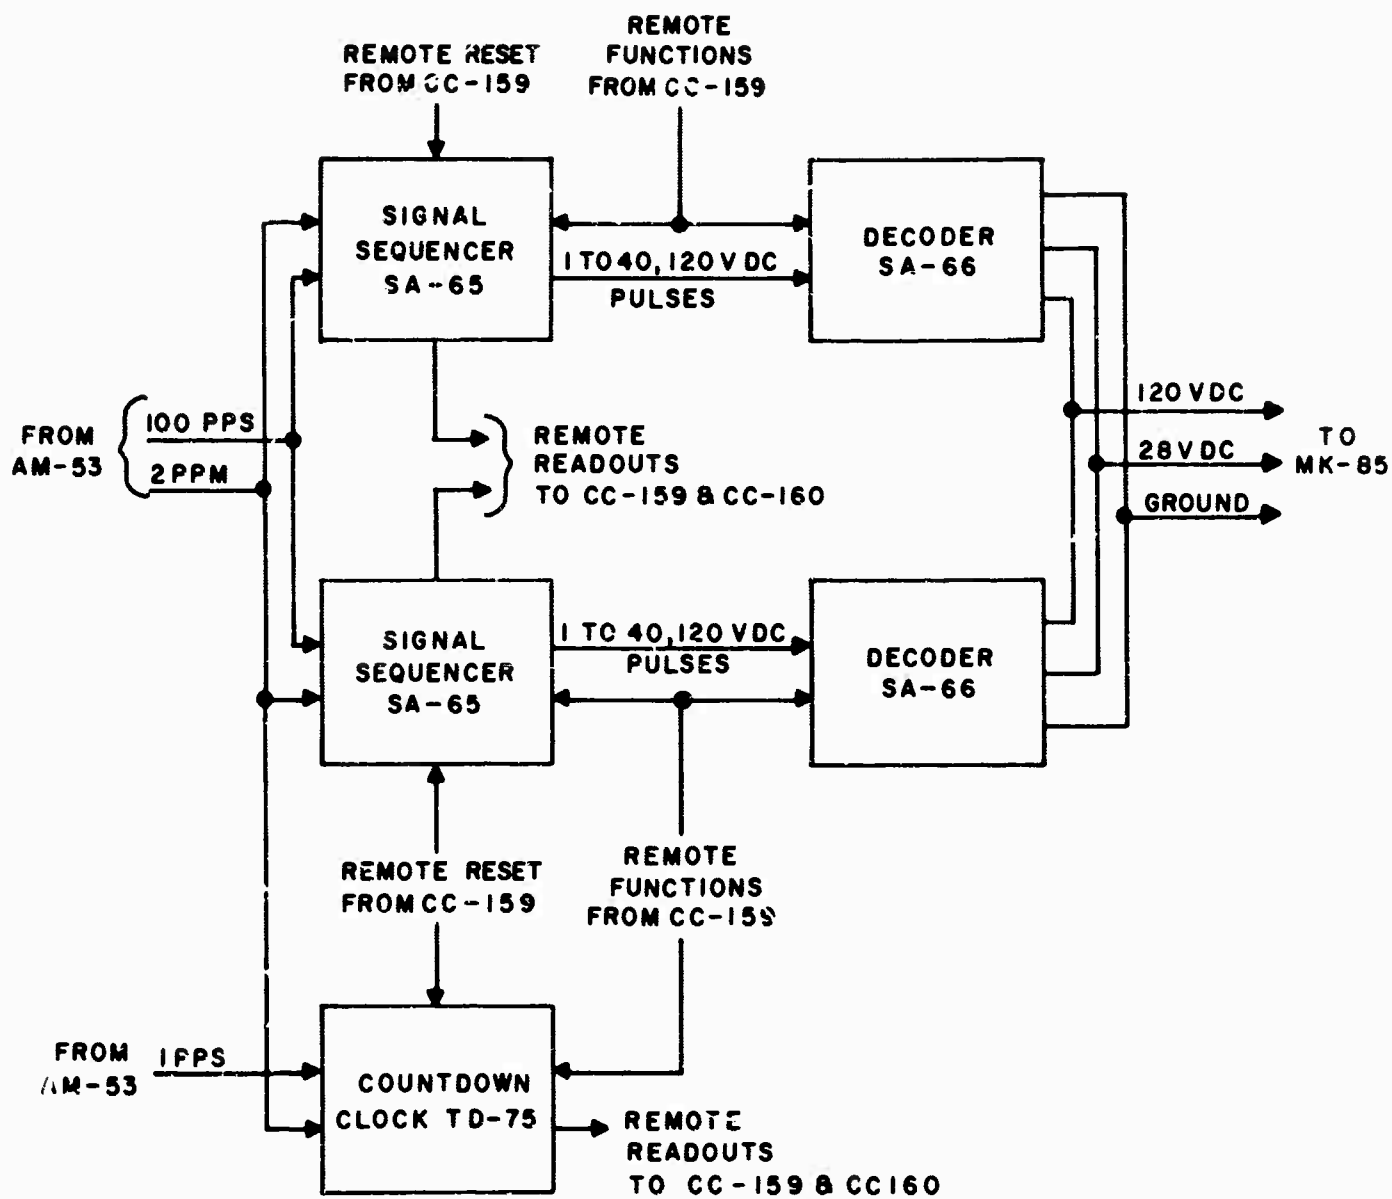 REMOTE RESET
FROM CC-159
REMOTE
FUNCTIONS
FROM CC-159
SIGNAL
SEQUENCER
SA-65
1 TO 40, 120 VDC
PULSES
DECODER
SA-66
FROM
AM-53
100 PPS
2 PPM
REMOTE
READOUTS
TO CC-159 & CC-160
120 VDC
28 VDC
GROUND
TO
MK-85
SIGNAL
SEQUENCER
SA-65
1 TO 40, 120 VDC
PULSES
DECODER
SA-66
REMOTE RESET
FROM CC-159
REMOTE
FUNCTIONS
FROM CC-159
FROM
AM-53
1 PPS
COUNTDOWN
CLOCK TD-75
REMOTE
READOUTS
TO CC-159 & CC160